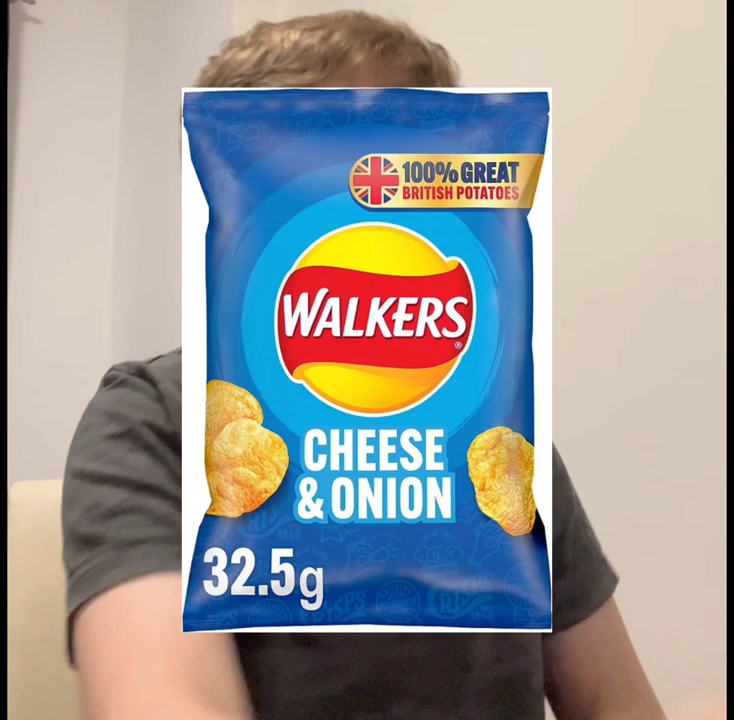 100% GREAT
BRITISH POTATOES
WALKERS
®
CHEESE
& ONION
32.5g